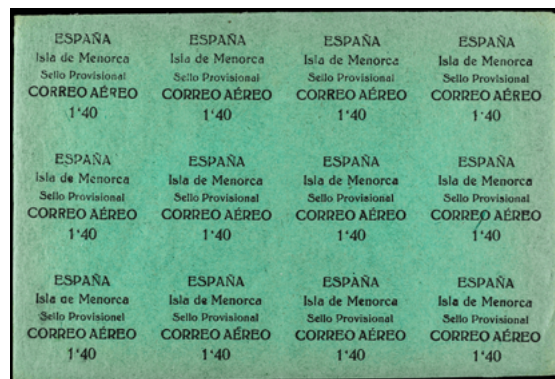 ESPAÑA
Isla de Menorca
Sello Provisional
CORREO AÉREO
1'40
ESPAÑA
Isla de Menorca
Sello Provisional
CORREO AÉREO
1'40
ESPAÑA
Isla de Menorca
Sello Provisional
CORREO AÉREO
1'40
ESPAÑA
Isla de Menorca
Sello Provisional
CORREO AÉREO
1'40
ESPAÑA
Isla de Menorca
Sello Provisional
CORREO AÉREO
1'40
ESPAÑA
Isla de Menorca
Sello Provisional
CORREO AÉREO
1'40
ESPAÑA
Isla de Menorca
Sello Provisional
CORREO AÉREO
1'40
ESPAÑA
Isla de Menorca
Sello Provisional
CORREO AÉREO
1'40
ESPAÑA
Isla de Menorca
Sello Provisionel
CORREO AÉREO
1'40
ESPAÑA
Isla de Menorca
Sello Provisional
CORREO AÉREO
1'40
ESPAÑA
Isla de Menorca
Sello Provisional
CORREO AÉREO
1'40
ESPAÑA
Isla de Menorca
Sello Provisional
CORREO AÉREO
1'40